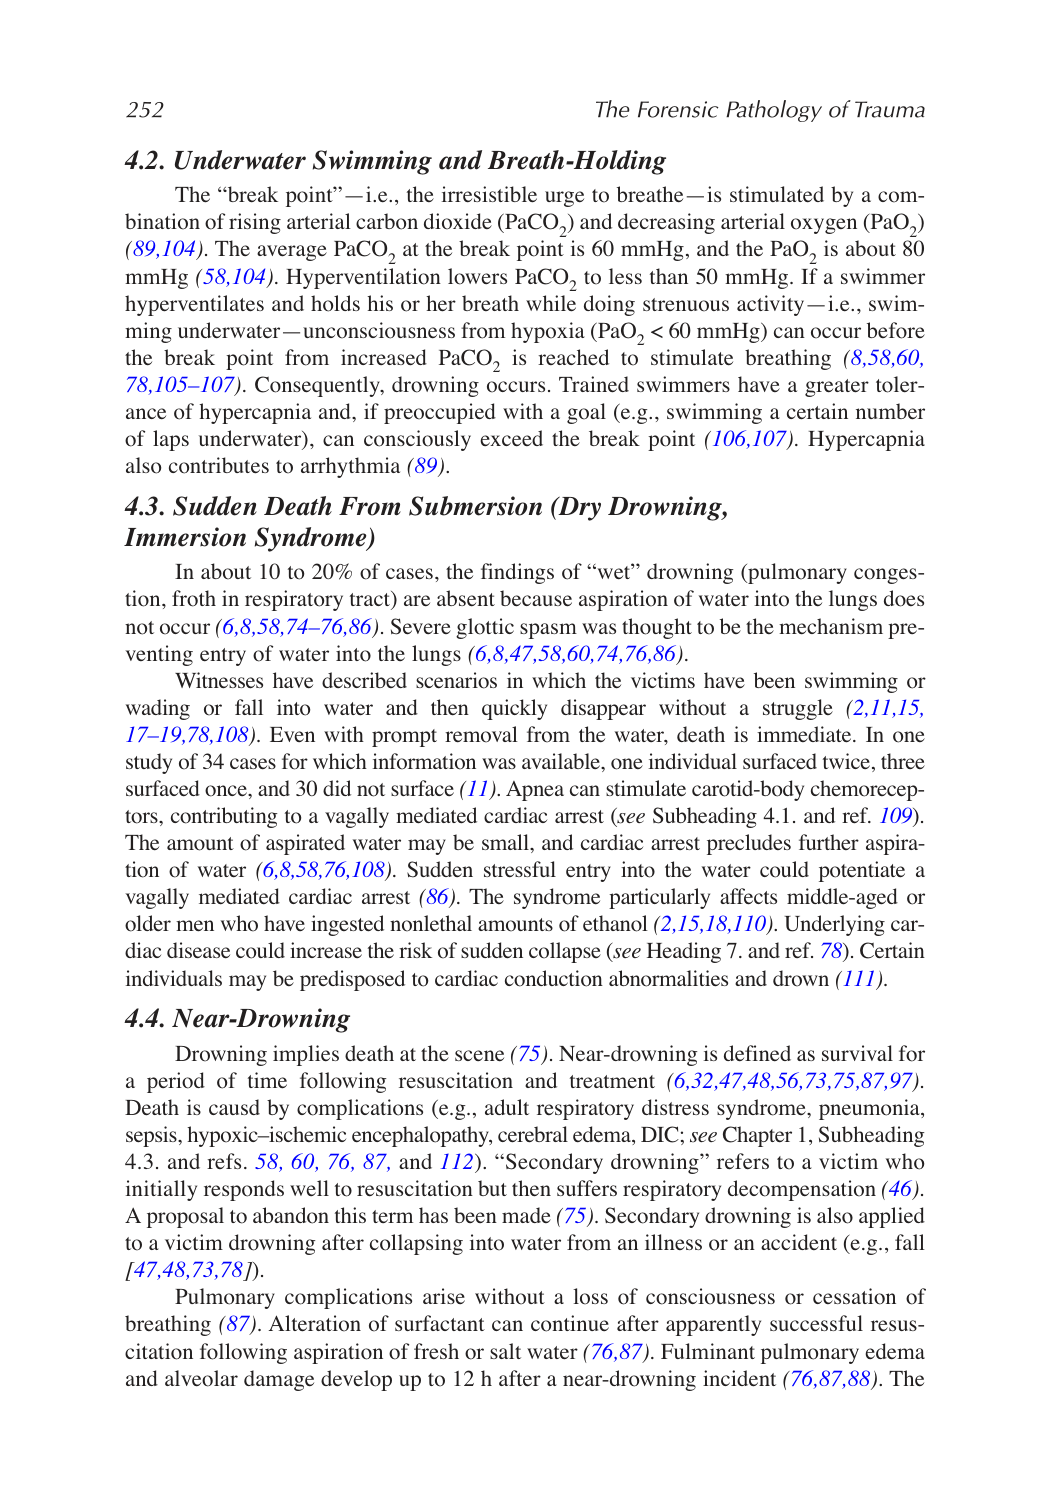 252
The Forensic Pathology of Trauma
4.2. Underwater Swimming and Breath-Holding
The “break point”—i.e., the irresistible urge to breathe—is stimulated by a com-
bination of rising arterial carbon dioxide (PaCO2) and decreasing arterial oxygen (PaO2)
(89,104). The average PaCO2 at the break point is 60 mmHg, and the PaO2 is about 80
mmHg (58,104). Hyperventilation lowers PaCO2 to less than 50 mmHg. If a swimmer
hyperventilates and holds his or her breath while doing strenuous activity—i.e., swim-
ming underwater—unconsciousness from hypoxia (PaO2 < 60 mmHg) can occur before
the break point from increased PaCO2 is reached to stimulate breathing (8,58,60,
78,105–107). Consequently, drowning occurs. Trained swimmers have a greater toler-
ance of hypercapnia and, if preoccupied with a goal (e.g., swimming a certain number
of laps underwater), can consciously exceed the break point (106,107). Hypercapnia
also contributes to arrhythmia (89).
4.3. Sudden Death From Submersion (Dry Drowning,
Immersion Syndrome)
In about 10 to 20% of cases, the findings of “wet” drowning (pulmonary conges-
tion, froth in respiratory tract) are absent because aspiration of water into the lungs does
not occur (6,8,58,74–76,86). Severe glottic spasm was thought to be the mechanism pre-
venting entry of water into the lungs (6,8,47,58,60,74,76,86).
Witnesses have described scenarios in which the victims have been swimming or
wading or fall into water and then quickly disappear without a struggle (2,11,15,
17–19,78,108). Even with prompt removal from the water, death is immediate. In one
study of 34 cases for which information was available, one individual surfaced twice, three
surfaced once, and 30 did not surface (11). Apnea can stimulate carotid-body chemorecep-
tors, contributing to a vagally mediated cardiac arrest (see Subheading 4.1. and ref. 109).
The amount of aspirated water may be small, and cardiac arrest precludes further aspira-
tion of water (6,8,58,76,108). Sudden stressful entry into the water could potentiate a
vagally mediated cardiac arrest (86). The syndrome particularly affects middle-aged or
older men who have ingested nonlethal amounts of ethanol (2,15,18,110). Underlying car-
diac disease could increase the risk of sudden collapse (see Heading 7. and ref. 78). Certain
individuals may be predisposed to cardiac conduction abnormalities and drown (111).
4.4. Near-Drowning
Drowning implies death at the scene (75). Near-drowning is defined as survival for
a period of time following resuscitation and treatment (6,32,47,48,56,73,75,87,97).
Death is causd by complications (e.g., adult respiratory distress syndrome, pneumonia,
sepsis, hypoxic–ischemic encephalopathy, cerebral edema, DIC; see Chapter 1, Subheading
4.3. and refs. 58, 60, 76, 87, and 112). “Secondary drowning” refers to a victim who
initially responds well to resuscitation but then suffers respiratory decompensation (46).
A proposal to abandon this term has been made (75). Secondary drowning is also applied
to a victim drowning after collapsing into water from an illness or an accident (e.g., fall
[47,48,73,78]).
Pulmonary complications arise without a loss of consciousness or cessation of
breathing (87). Alteration of surfactant can continue after apparently successful resus-
citation following aspiration of fresh or salt water (76,87). Fulminant pulmonary edema
and alveolar damage develop up to 12 h after a near-drowning incident (76,87,88). The